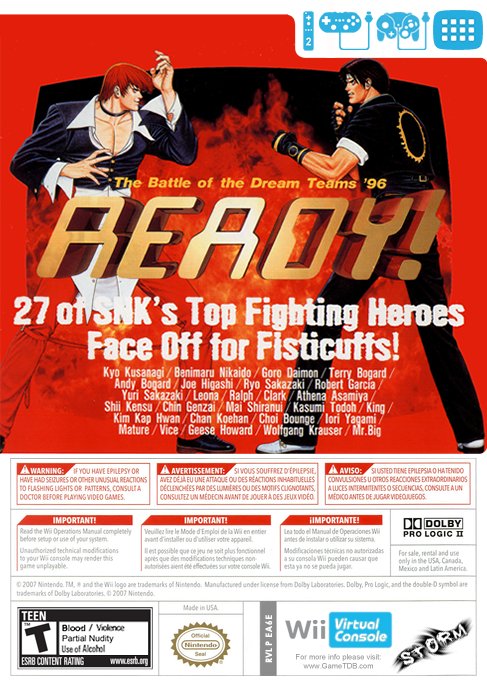 2
The Battle of the Dream Teams '96
READY!
27 of SNK's Top Fighting Heroes
Face Off for Fisticuffs!
Kyo Kusanagi / Benimaru Nikaido / Goro Daimon / Terry Bogard /
Andy Bogard / Joe Higashi / Ryo Sakazaki / Robert Garcia /
Yuri Sakazaki / Leona / Ralph / Clark / Athena Asamiya
Shii Kensu / Chin Genzai / Mai Shiranui / Kasumi Todoh / King /
Kim Kap Hwan / Chan Koehan / Choi Bounge / Iori Yagami /
Mature / Vice / Geese Howard / Wolfgang Krauser / Mr.Big
WARNING: IF YOU HAVE EPILEPSY OR
HAVE HAD SEIZURES OR OTHER UNUSUAL REACTIONS
TO FLASHING LIGHTS OR PATTERNS, CONSULT A
DOCTOR BEFORE PLAYING VIDEO GAMES.
AVERTISSEMENT: SI VOUS SOUFFREZ D'ÉPILEPSIE,
AVEZ DÉJÀ EU UNE ATTAQUE OU DES RÉACTIONS INHABITUELLES
DÉCLENCHÉES PAR DES LUMIÈRES OU DES MOTIFS CLIGNOTANTS,
CONSULTEZ UN MÉDECIN AVANT DE JOUER À DES JEUX VIDÉO.
AVISO: SI USTED TIENE EPILEPSIA O HA TENIDO
CONVULSIONES U OTROS REACCIONES EXTRAORDINARIOS
A LUCES INTERMITENTES O SECUENCIAS, CONSULTE A UN
MÉDICO ANTES DE JUGAR VIDEOJUEGOS.
IMPORTANT!
Read the Wii Operations Manual completely
before setup or use of your system.
Unauthorized technical modifications
to your Wii console may render this
game unplayable.
IMPORTANT!
Veuillez lire le Mode d'Emploi de la Wii en entier
avant d'installer ou d'utiliser votre appareil.
Il est possible que ce jeu ne soit plus fonctionnel
après que des modifications techniques non-
autorisées aient été effectuées sur votre console Wii.
¡IMPORTANT!
Lea todo el Manual de Operaciones Wii
antes de instalar o utilizar su sistema.
Modificaciones técnicas no autorizadas
a su consola Wii pueden causar que
esta ya no se pueda jugar.
DOLBY
PRO LOGIC II
For sale, rental and use
only in the USA, Canada,
Mexico and Latin America.
© 2007 Nintendo. TM, ® and the Wii logo are trademarks of Nintendo. Manufactured under license from Dolby Laboratories. Dolby, Pro Logic, and the double-D symbol are
trademarks of Dolby Laboratories. © 2007 Nintendo.
TEEN
T
Blood / Violence
Partial Nudity
Use of Alcohol
ESRB CONTENT RATING www.esrb.org
Made in USA.
Official
Nintendo
Seal
RVL P EA6E
Wii Virtual
Console
For more info please visit:
www.GameTDB.com
STORM